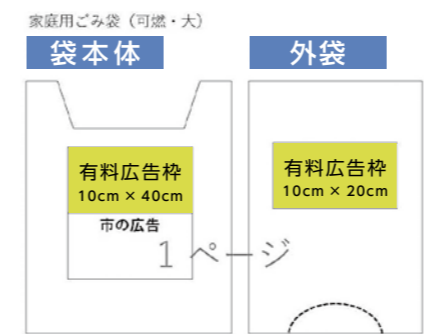 家庭用ごみ袋（可燃・大）
袋本体
外袋
有料広告枠
10cm × 40cm
市の広告
有料広告枠
10cm × 20cm
1 ページ